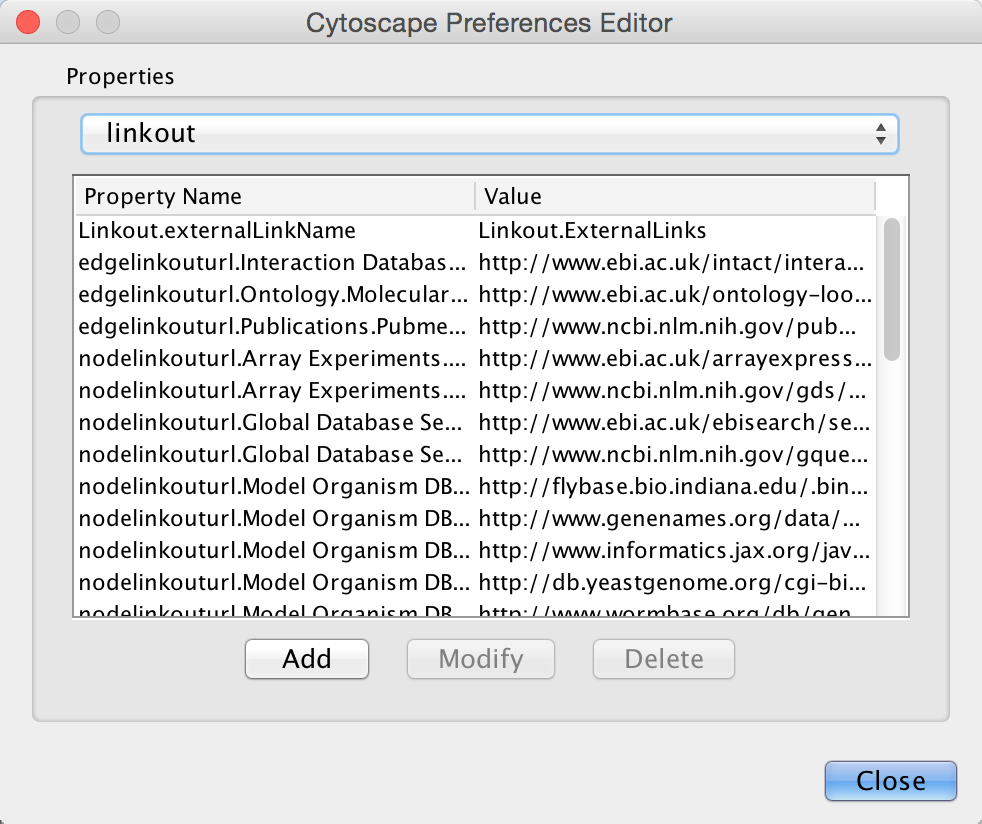 Cytoscape Preferences Editor
Properties
linkout
Property Name Value
Linkout.externalLinkName Linkout.ExternalLinks
edgelinkouturl.Interaction Databas... http://www.ebi.ac.uk/intact/intera...
edgelinkouturl.Ontology.Molecular... http://www.ebi.ac.uk/ontology-loo...
edgelinkouturl.Publications.Pubme... http://www.ncbi.nlm.nih.gov/pub...
nodelinkouturl.Array Experiments.... http://www.ebi.ac.uk/arrayexpress...
nodelinkouturl.Array Experiments.... http://www.ncbi.nlm.nih.gov/gds/...
nodelinkouturl.Global Database Se... http://www.ebi.ac.uk/ebisearch/se...
nodelinkouturl.Global Database Se... http://www.ncbi.nlm.nih.gov/gque...
nodelinkouturl.Model Organism DB... http://flybase.bio.indiana.edu/.bin...
nodelinkouturl.Model Organism DB... http://www.genenames.org/data/...
nodelinkouturl.Model Organism DB... http://www.informatics.jax.org/jav...
nodelinkouturl.Model Organism DB... http://db.yeastgenome.org/cgi-bi...
nodelinkouturl.Model Organism DB... http://www.wormbase.org/db/gen...
Add Modify Delete
Close